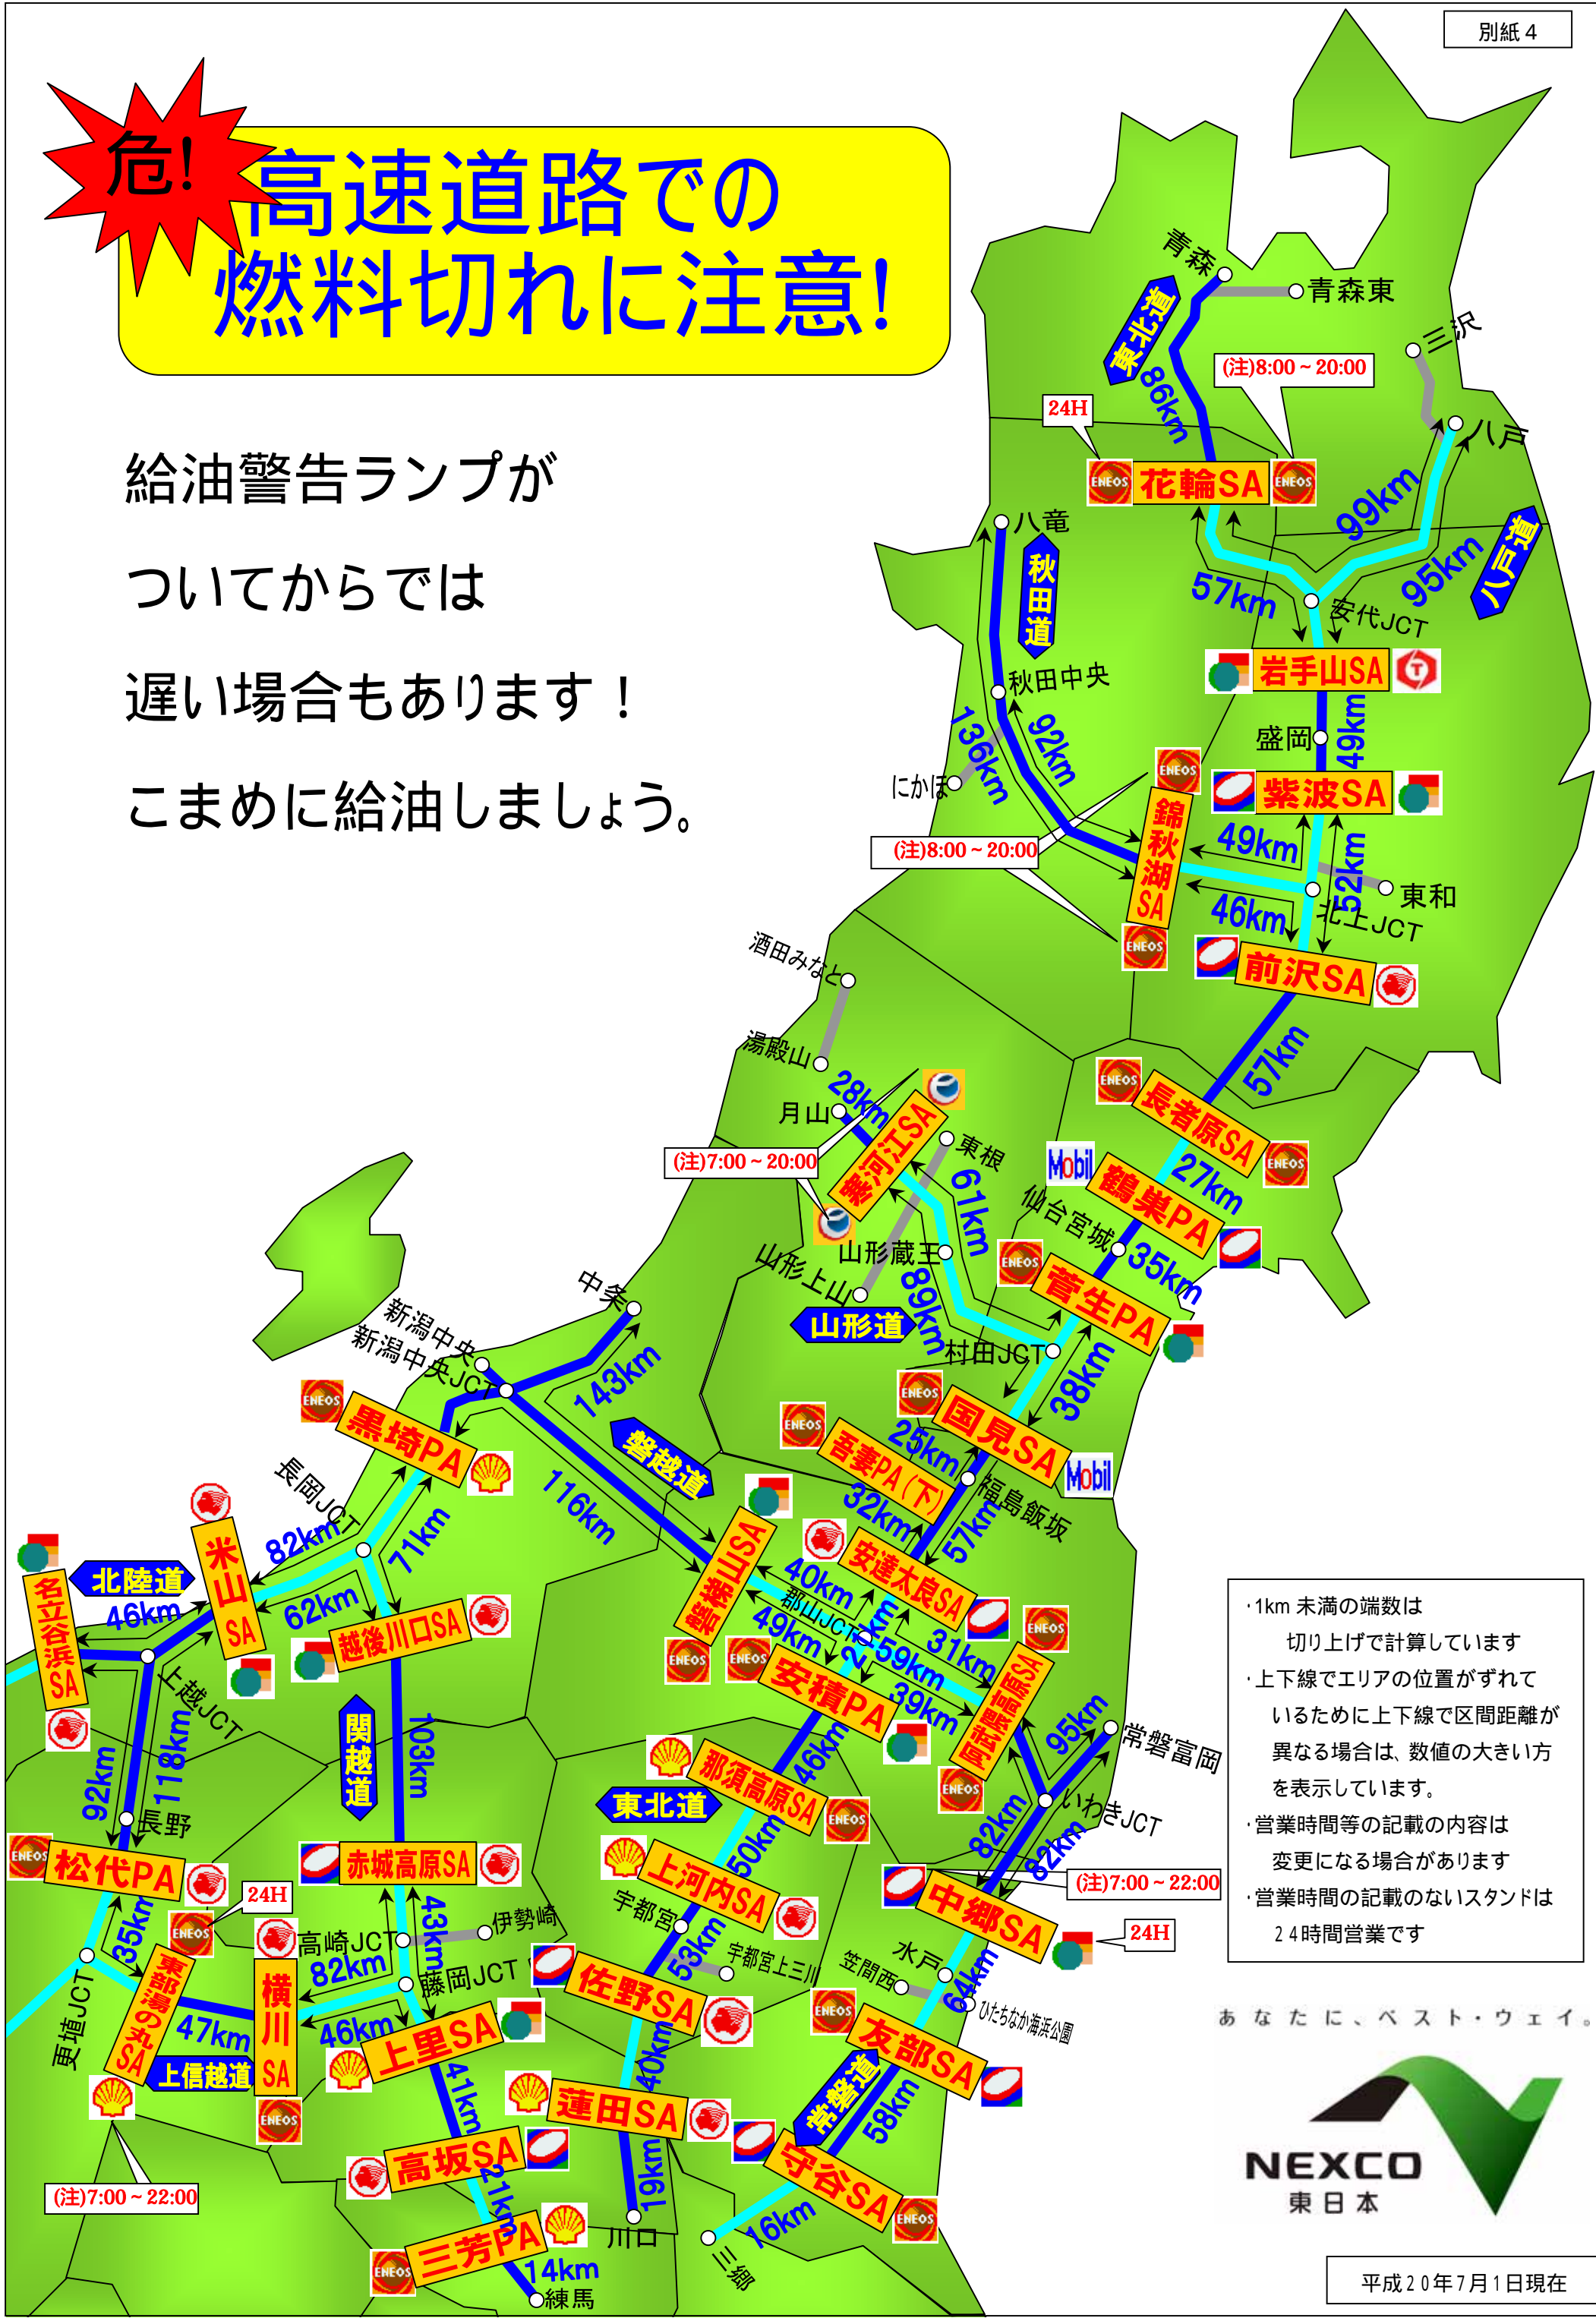 別紙４
危!
高速道路での
燃料切れに注意!
給油警告ランプが
ついてからでは
遅い場合もあります！
こまめに給油しましょう。
青森
青森東
東北道
三沢
86km
(注)8:00～20:00
24H
八戸
ENEOS
花輪SA
ENEOS
99km
八竜
秋田道
57km
95km
八戸道
安代JCT
岩手山SA
T
秋田中央
136km
92km
盛岡
49km
にかほ
ENEOS
紫波SA
錦秋湖SA
(注)8:00～20:00
49km
52km
東和
46km
北上JCT
ENEOS
前沢SA
酒田みなと
湯殿山
57km
28km
月山
寒河江SA
ENEOS
長者原SA
ENEOS
東根
(注)7:00～20:00
61km
Mobil
鶴巣PA
27km
仙台宮城
山形蔵王
山形上山
35km
ENEOS
菅生PA
89km
山形道
村田JCT
38km
中条
新潟中央
新潟中央JCT
143km
ENEOS
黒埼PA
磐越道
116km
ENEOS
国見SA
Mobil
ENEOS
吾妻PA（下）
25km
福島飯坂
32km
57km
長岡JCT
82km
71km
米山SA
北陸道
名立谷浜SA
46km
62km
越後川口SA
上越JCT
磐梯山SA
ENEOS
安達太良SA
40km
郡山JCT
49km
59km
31km
39km
ENEOS
安積PA
ENEOS
阿武隈高原SA
ENEOS
95km
常磐富岡
いわきJCT
82km
82km
関越道
103km
92km
118km
長野
46km
那須高原SA
ENEOS
東北道
50km
上河内SA
宇都宮
53km
宇都宮上三川
ENEOS
松代PA
赤城高原SA
24H
43km
伊勢崎
高崎JCT
82km
藤岡JCT
35km
ENEOS
東部湯の丸SA
更埴JCT
47km
上信越道
横川SA
ENEOS
46km
上里SA
41km
(注)7:00～22:00
高坂SA
21km
ENEOS
三芳PA
14km
練馬
佐野SA
40km
蓮田SA
19km
川口
中郷SA
(注)7:00～22:00
24H
水戸
笠間西
64km
ひたちなか海浜公園
ENEOS
友部SA
常磐道
58km
守谷SA
ENEOS
16km
三郷
・1km 未満の端数は
切り上げで計算しています
・上下線でエリアの位置がずれて
いるために上下線で区間距離が
異なる場合は、数値の大きい方
を表示しています。
・営業時間等の記載の内容は
変更になる場合があります
・営業時間の記載のないスタンドは
２４時間営業です
あなたに、ベスト・ウェイ。
NEXCO
東日本
平成２０年７月１日現在